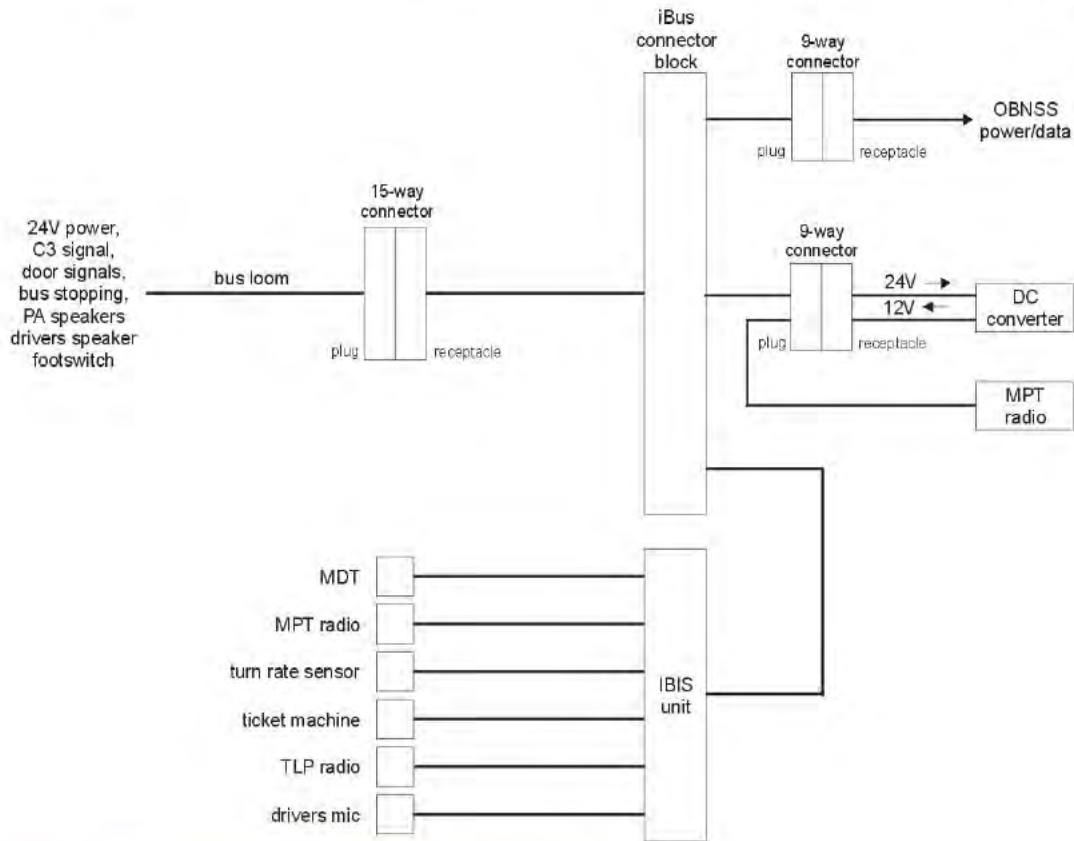 iBus
connector
block
9-way
connector
OBNSS
power/data
plug
receptacle
15-way
connector
24V power,
C3 signal,
door signals,
bus stopping,
PA speakers
drivers speaker
footswitch
bus loom
plug
receptacle
9-way
connector
24V
12V
DC
converter
plug
receptacle
MPT
radio
MDT
MPT radio
turn rate sensor
ticket machine
TLP radio
drivers mic
IBIS
unit